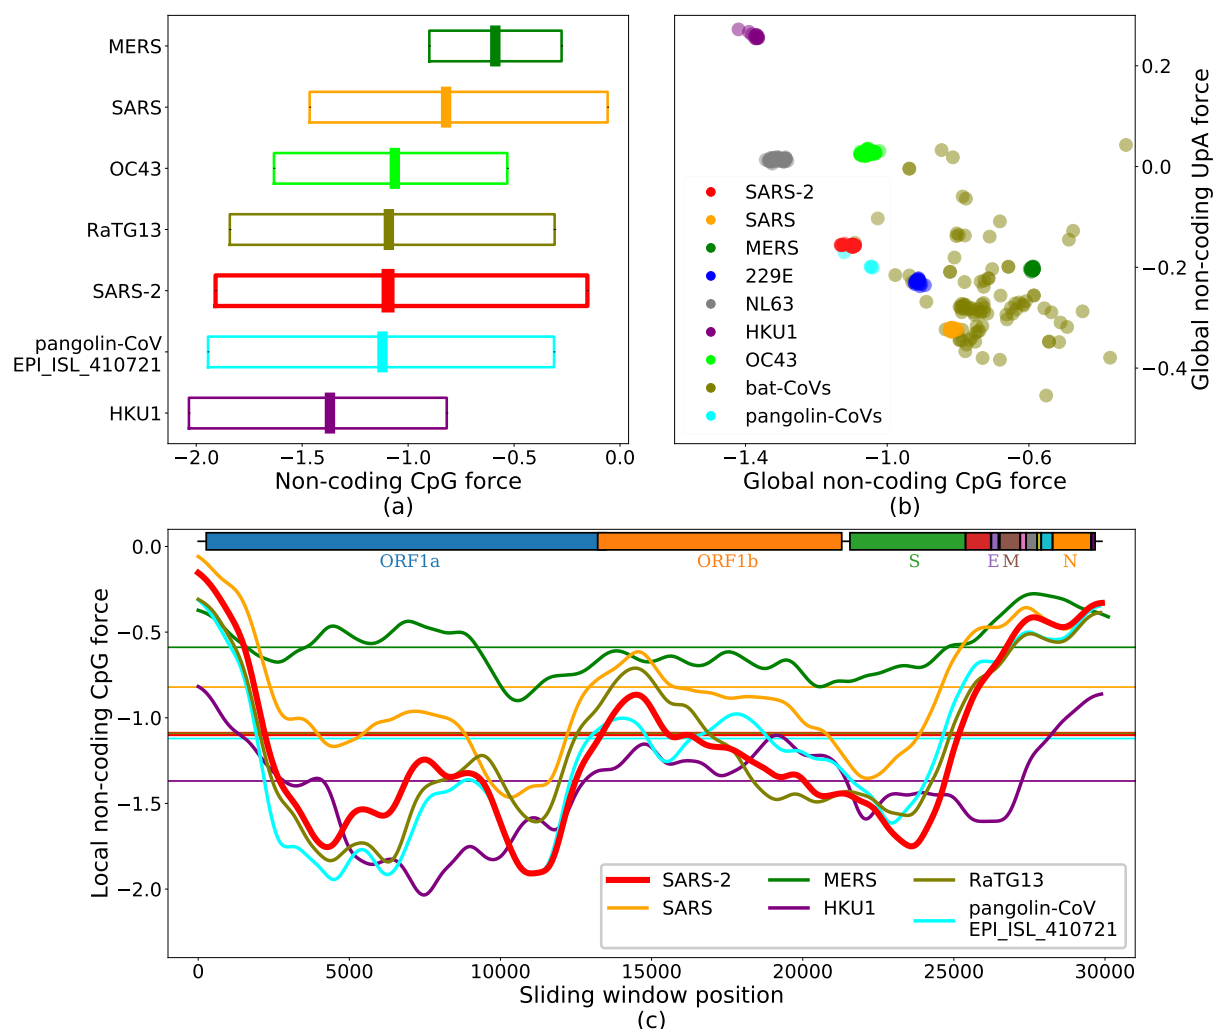 MERS
SARS
OC43
RaTG13
SARS-2
pangolin-CoV
EPI_ISL_410721
HKU1
−2.0 −1.5 −1.0 −0.5 0.0
Non-coding CpG force
(a)
0.2
0.0
−0.2
−0.4
Global non-coding UpA force
SARS-2
SARS
MERS
229E
NL63
HKU1
OC43
bat-CoVs
pangolin-CoVs
−1.4 −1.0 −0.6
Global non-coding CpG force
(b)
0.0
−0.5
−1.0
−1.5
−2.0
Local non-coding CpG force
ORF1a ORF1b S E M N
SARS-2 MERS RaTG13
SARS HKU1 pangolin-CoV
EPI_ISL_410721
0 5000 10000 15000 20000 25000 30000
Sliding window position
(c)